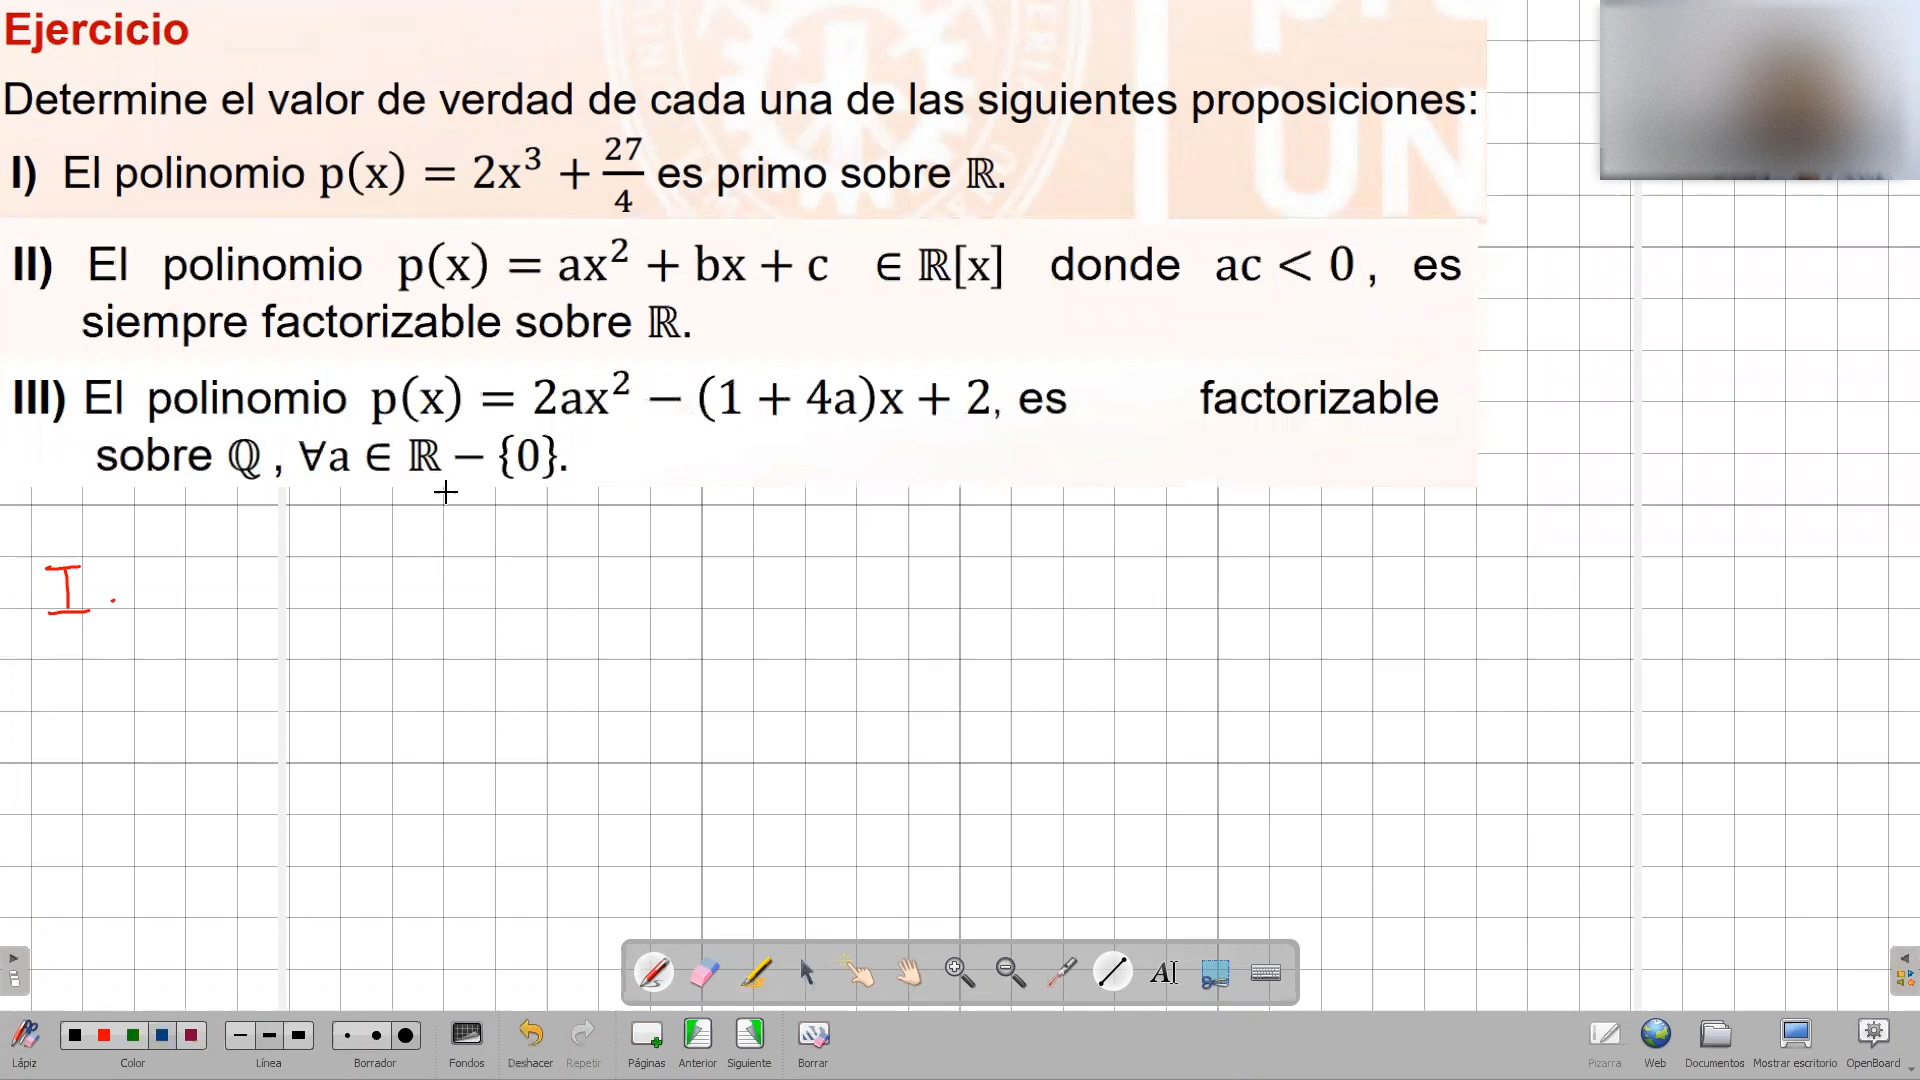 Ejercicio
Determine el valor de verdad de cada una de las siguientes proposiciones:
I) El polinomio p(x) = 2x³ + 27/4 es primo sobre ℝ.
II) El polinomio p(x) = ax² + bx + c ∈ ℝ[x] donde ac < 0 , es
siempre factorizable sobre ℝ.
III) El polinomio p(x) = 2ax² − (1 + 4a)x + 2, es factorizable
sobre ℚ , ∀a ∈ ℝ − {0}.
I .
Lápiz Color Línea Borrador Fondos Deshacer Repetir Páginas Anterior Siguiente Borrar Pizarra Web Documentos Mostrar escritorio OpenBoard